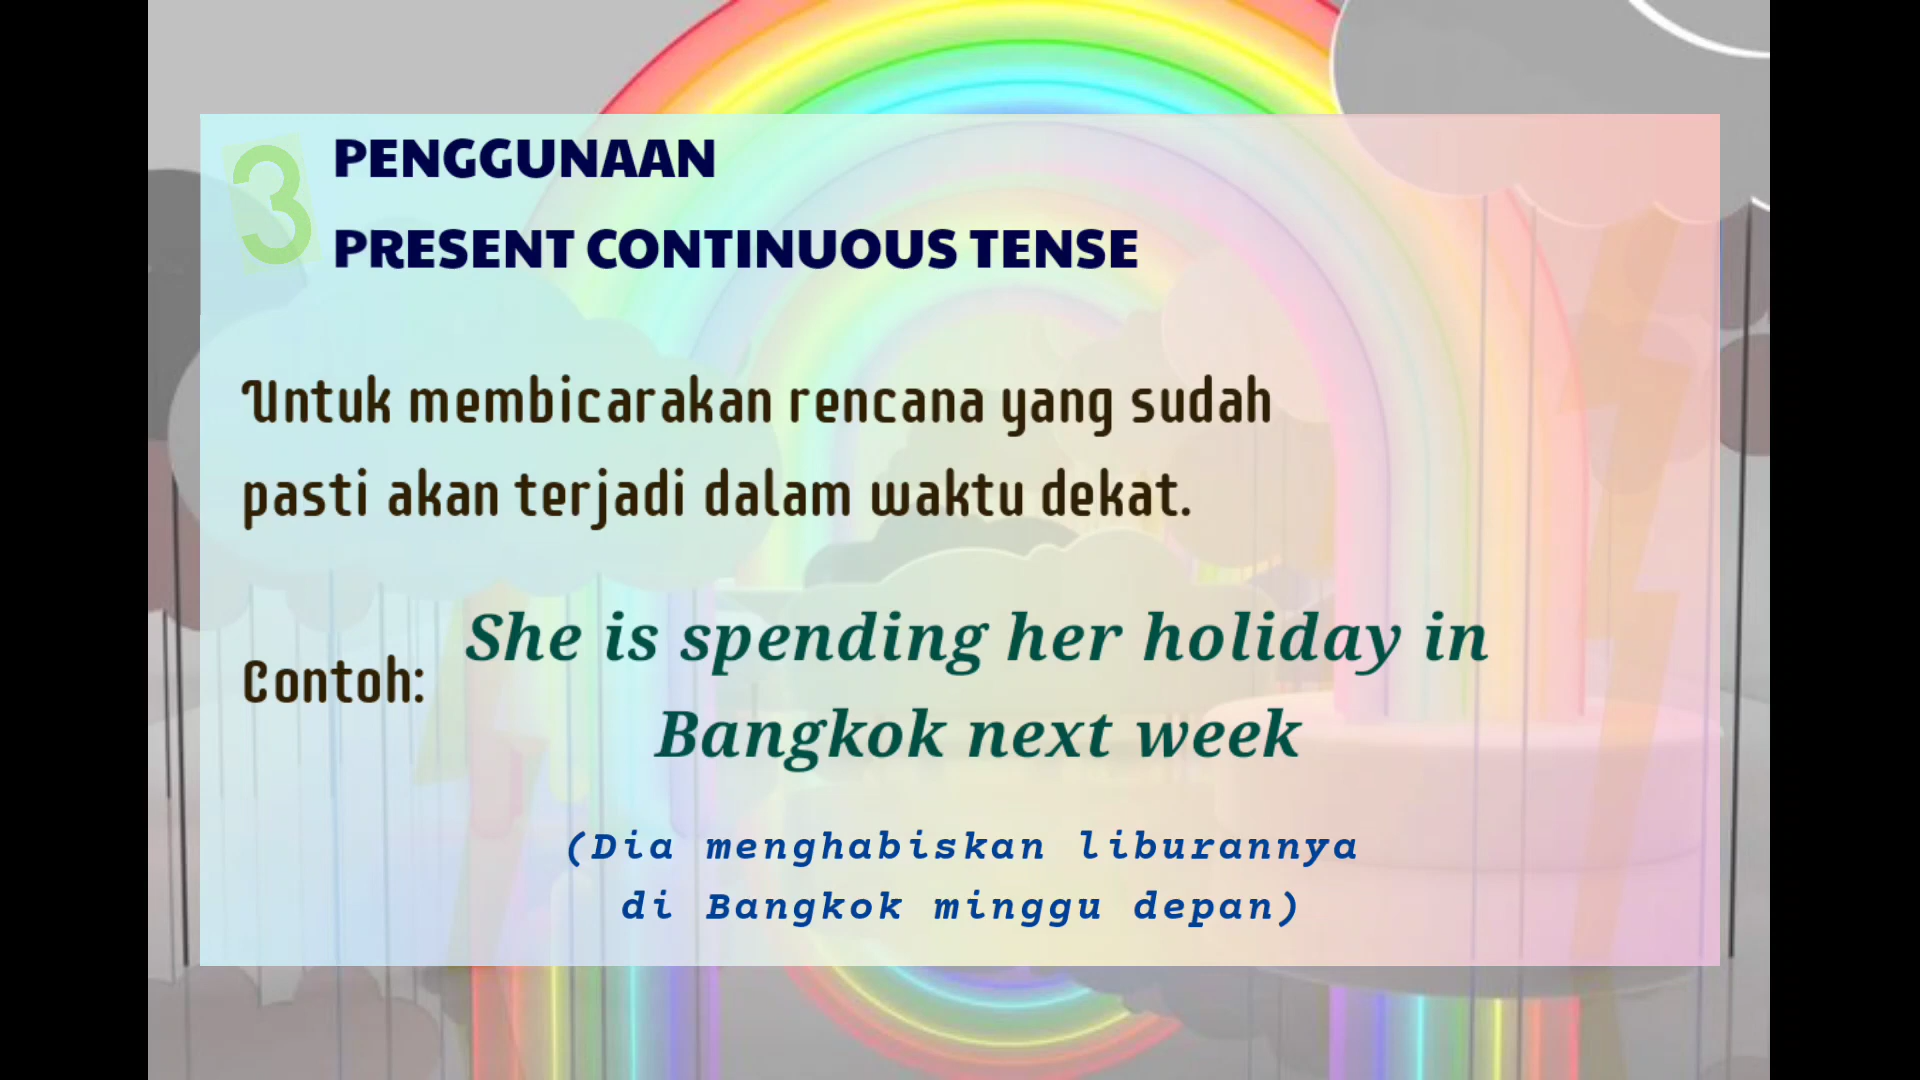 3 PENGGUNAAN
PRESENT CONTINUOUS TENSE
Untuk membicarakan rencana yang sudah
pasti akan terjadi dalam waktu dekat.
Contoh:
She is spending her holiday in
Bangkok next week
(Dia menghabiskan liburannya
di Bangkok minggu depan)